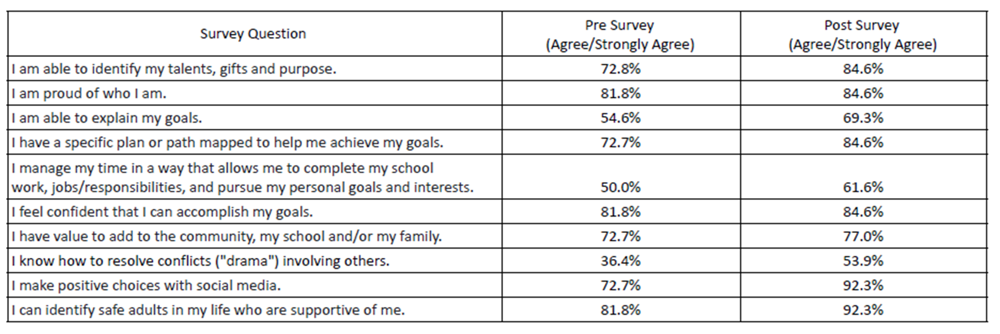 Survey Question Pre Survey (Agree/Strongly Agree) Post Survey (Agree/Strongly Agree)
I am able to identify my talents, gifts and purpose. 72.8% 84.6%
I am proud of who I am. 81.8% 84.6%
I am able to explain my goals. 54.6% 69.3%
I have a specific plan or path mapped to help me achieve my goals. 72.7% 84.6%
I manage my time in a way that allows me to complete my school
work, jobs/responsibilities, and pursue my personal goals and interests. 50.0% 61.6%
I feel confident that I can accomplish my goals. 81.8% 84.6%
I have value to add to the community, my school and/or my family. 72.7% 77.0%
I know how to resolve conflicts ("drama") involving others. 36.4% 53.9%
I make positive choices with social media. 72.7% 92.3%
I can identify safe adults in my life who are supportive of me. 81.8% 92.3%